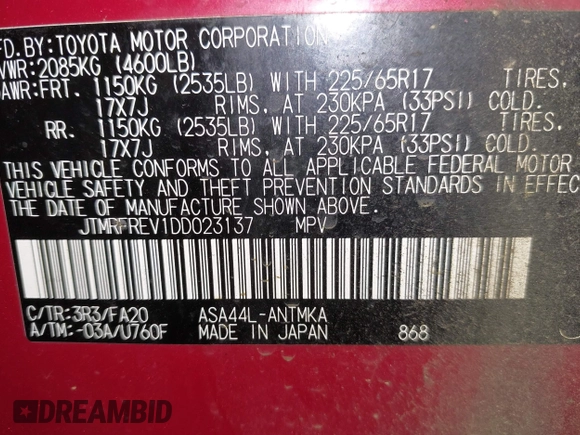 FD.BY:TOYOTA MOTOR CORPORATION
VWR:2085KG (4600LB)
AWR:FRT. 1150KG (2535LB) WITH 225/65R17 TIRES,
17X7J RIMS, AT 230KPA (33PSI) COLD.
RR. 1150KG (2535LB) WITH 225/65R17 TIRES,
17X7J RIMS, AT 230KPA (33PSI) COLD.
THIS VEHICLE CONFORMS TO ALL APPLICABLE FEDERAL MOTOR
VEHICLE SAFETY AND THEFT PREVENTION STANDARDS IN EFFEC
THE DATE OF MANUFACTURE SHOWN ABOVE.
JTMRFREV1DD023137 MPV
C/TR:3R3/FA20 ASA44L-ANTMKA
A/TM:-03A/U760F MADE IN JAPAN 868
DREAMBID